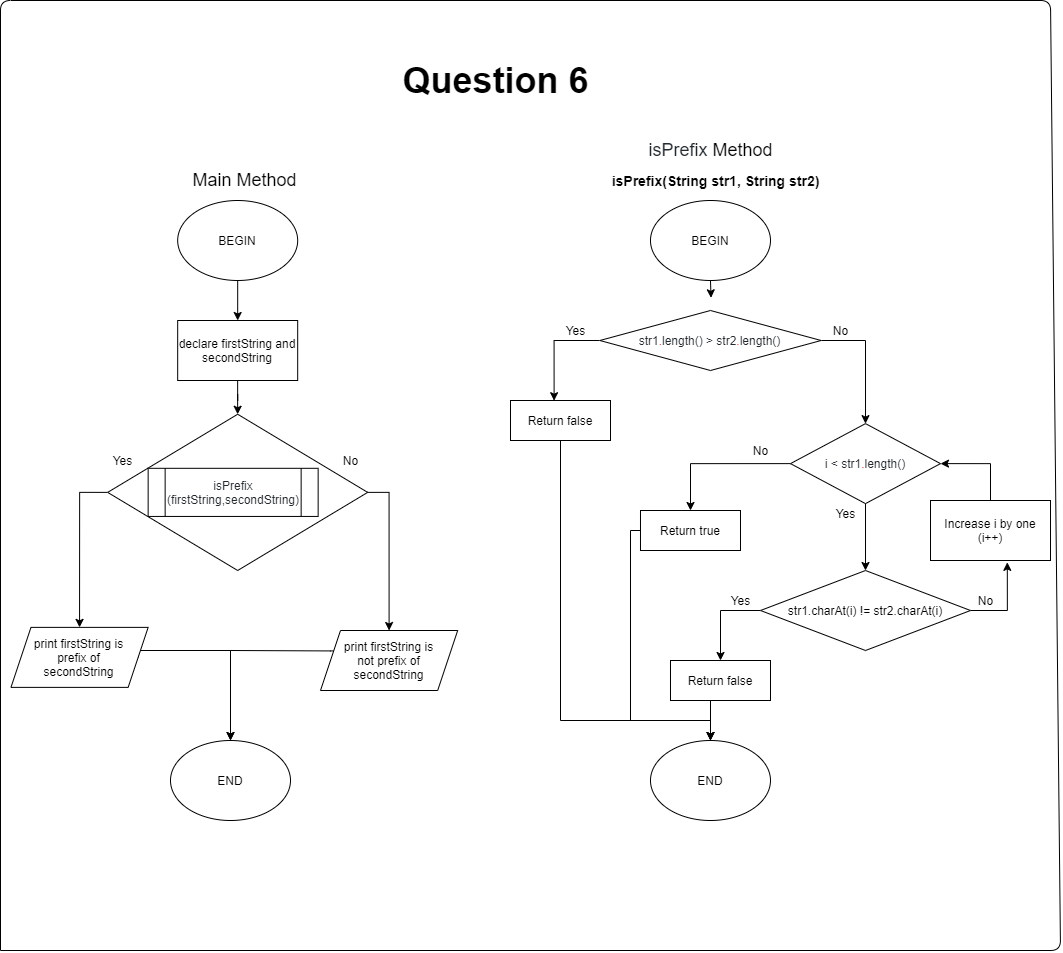 Question 6
Main Method
BEGIN
declare firstString and
secondString
Yes
No
isPrefix
(firstString,secondString)
print firstString is
prefix of
secondString
print firstString is
not prefix of
secondString
END
isPrefix Method
isPrefix(String str1, String str2)
BEGIN
Yes
str1.length() > str2.length()
No
Return false
No
i < str1.length()
Yes
Return true
Increase i by one
(i++)
Yes
str1.charAt(i) != str2.charAt(i)
No
Return false
END